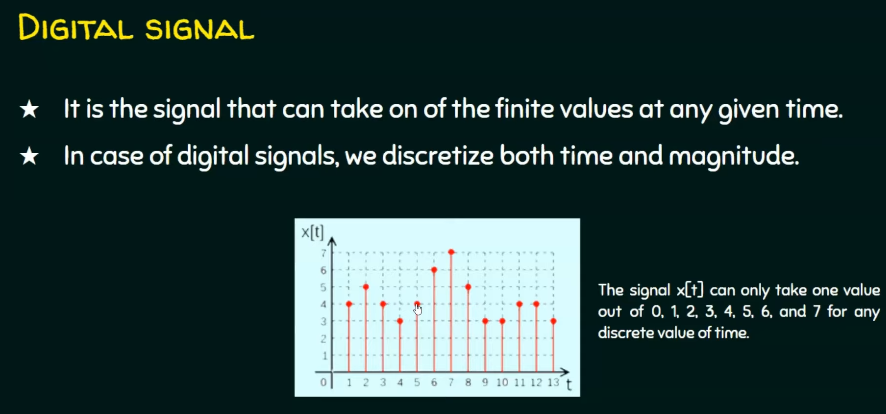 DIGITAL SIGNAL
★ It is the signal that can take on of the finite values at any given time.
★ In case of digital signals, we discretize both time and magnitude.
x[t]
7
6
5
4
3
2
1
0 1 2 3 4 5 6 7 8 9 10 11 12 13 t
The signal x[t] can only take one value
out of 0, 1, 2, 3, 4, 5, 6, and 7 for any
discrete value of time.